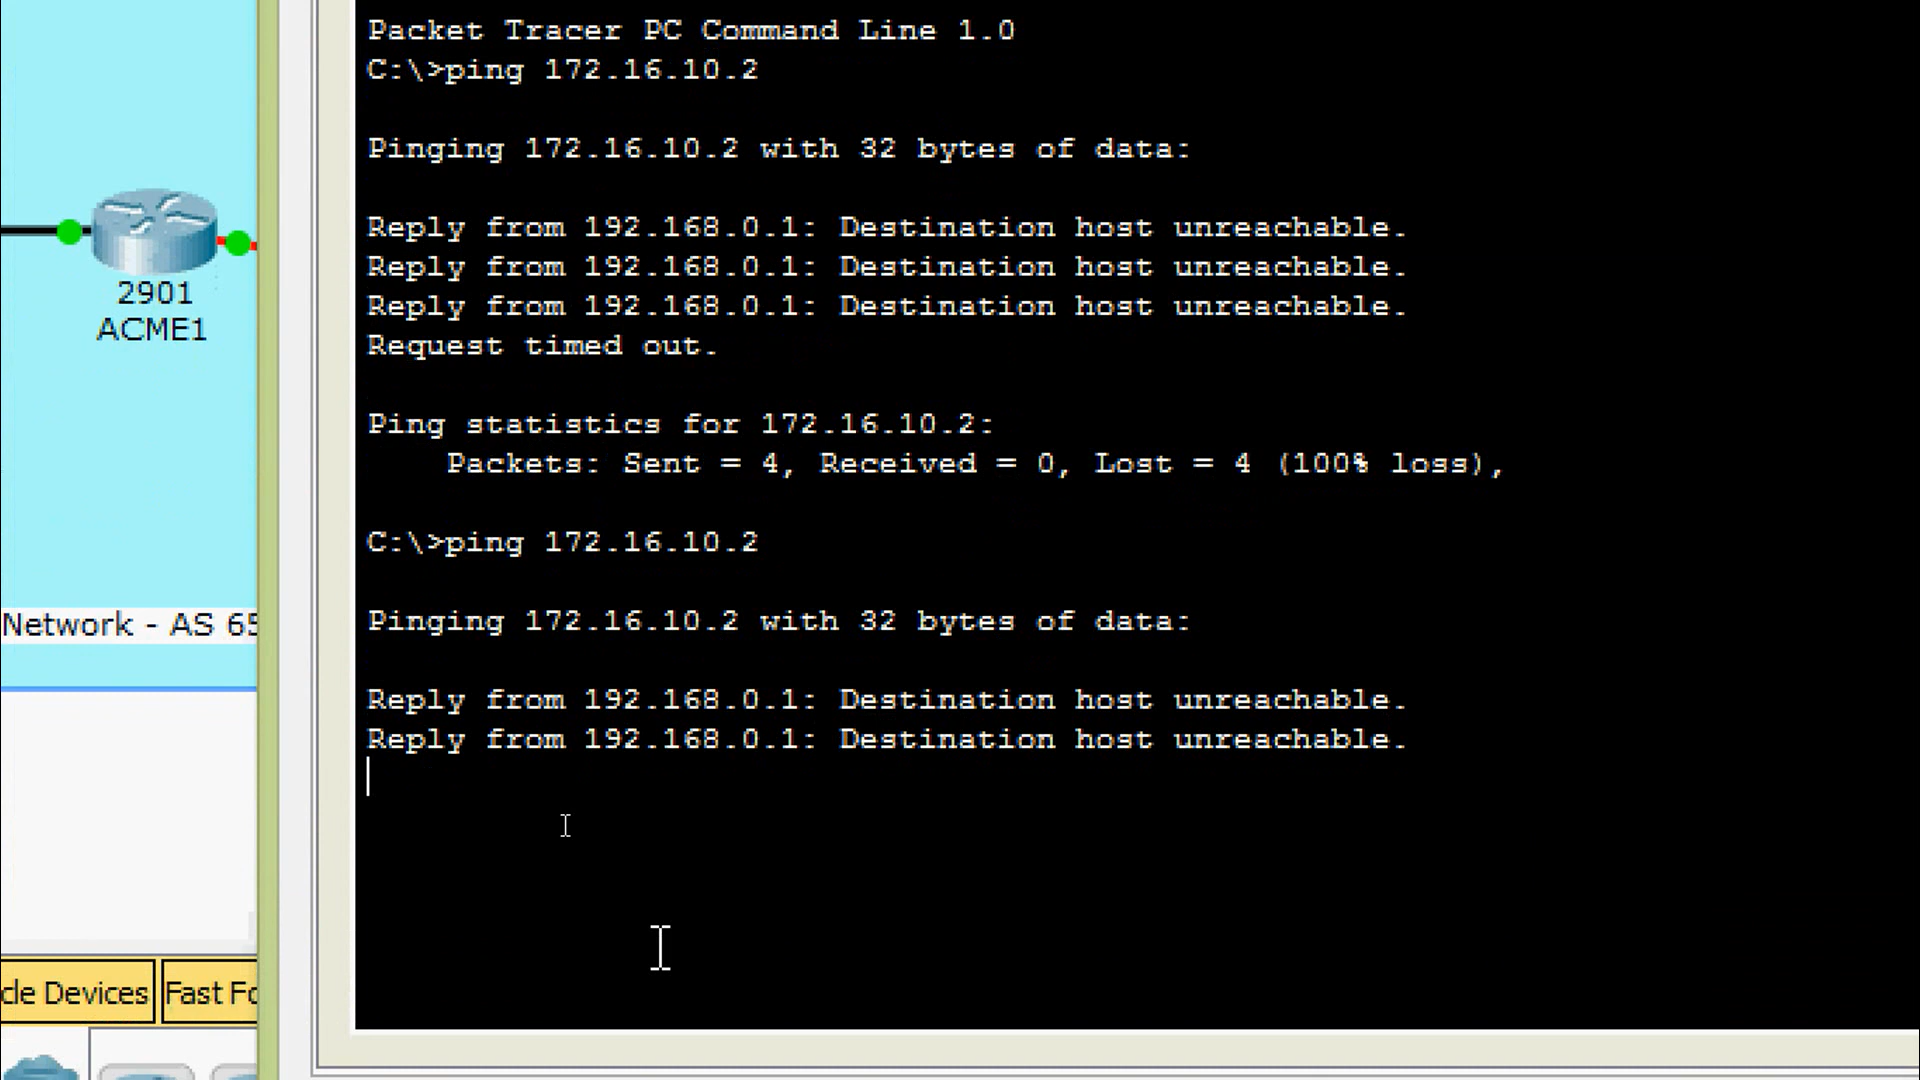 Packet Tracer PC Command Line 1.0
C:\>ping 172.16.10.2
Pinging 172.16.10.2 with 32 bytes of data:
Reply from 192.168.0.1: Destination host unreachable.
Reply from 192.168.0.1: Destination host unreachable.
Reply from 192.168.0.1: Destination host unreachable.
Request timed out.
Ping statistics for 172.16.10.2:
Packets: Sent = 4, Received = 0, Lost = 4 (100% loss),
C:\>ping 172.16.10.2
Pinging 172.16.10.2 with 32 bytes of data:
Reply from 192.168.0.1: Destination host unreachable.
Reply from 192.168.0.1: Destination host unreachable.
2901
ACME1
Network - AS 65
Devices
Fast